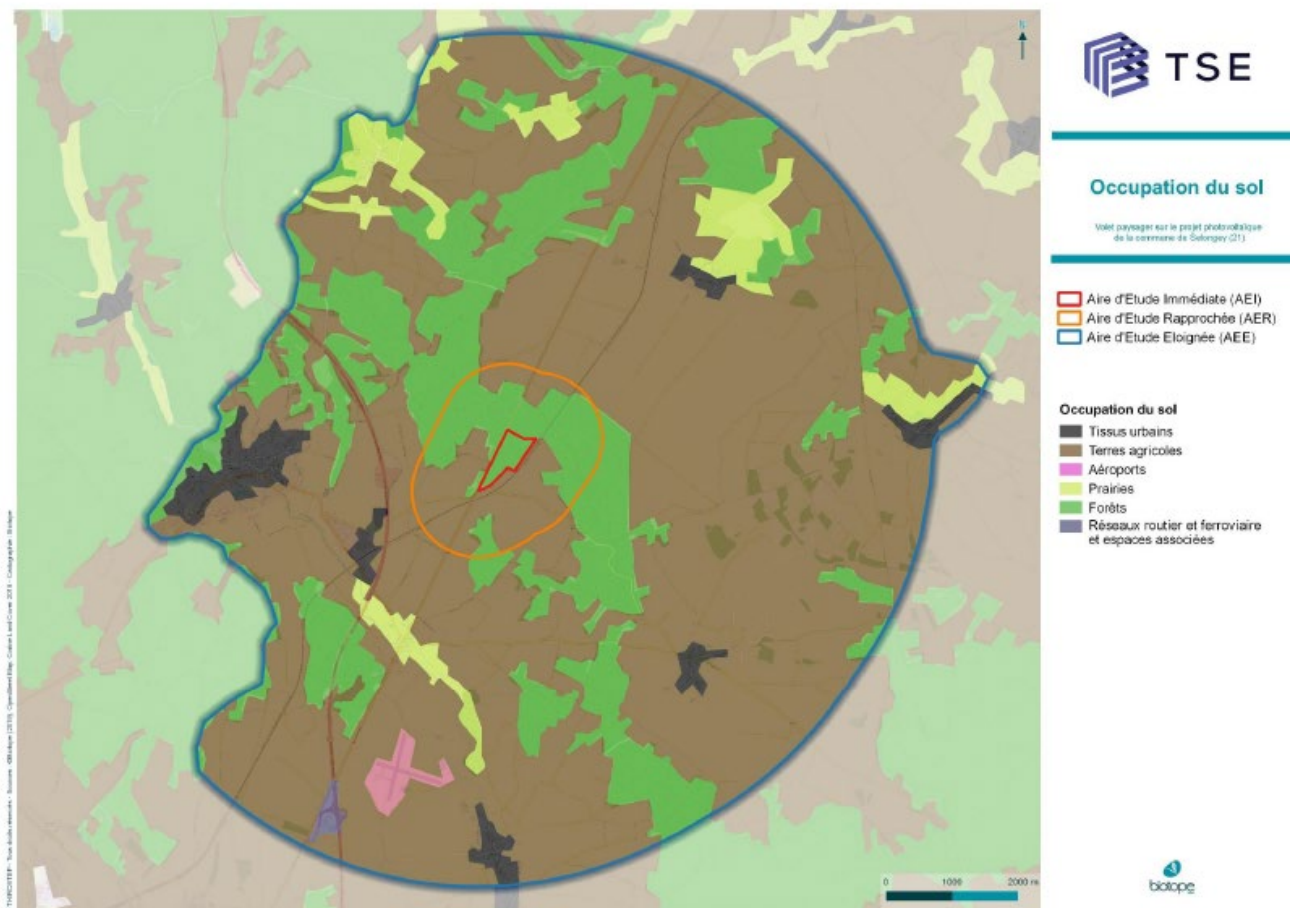 TSE
Occupation du sol
Volet paysager sur le projet photovoltaïque
de la commune de Selongey (21)
Aire d'Etude Immédiate (AEI)
Aire d'Etude Rapprochée (AER)
Aire d'Etude Eloignée (AEE)
Occupation du sol
Tissus urbains
Terres agricoles
Aéroports
Prairies
Forêts
Réseaux routier et ferroviaire
et espaces associées
0 1000 2000 m
biotope